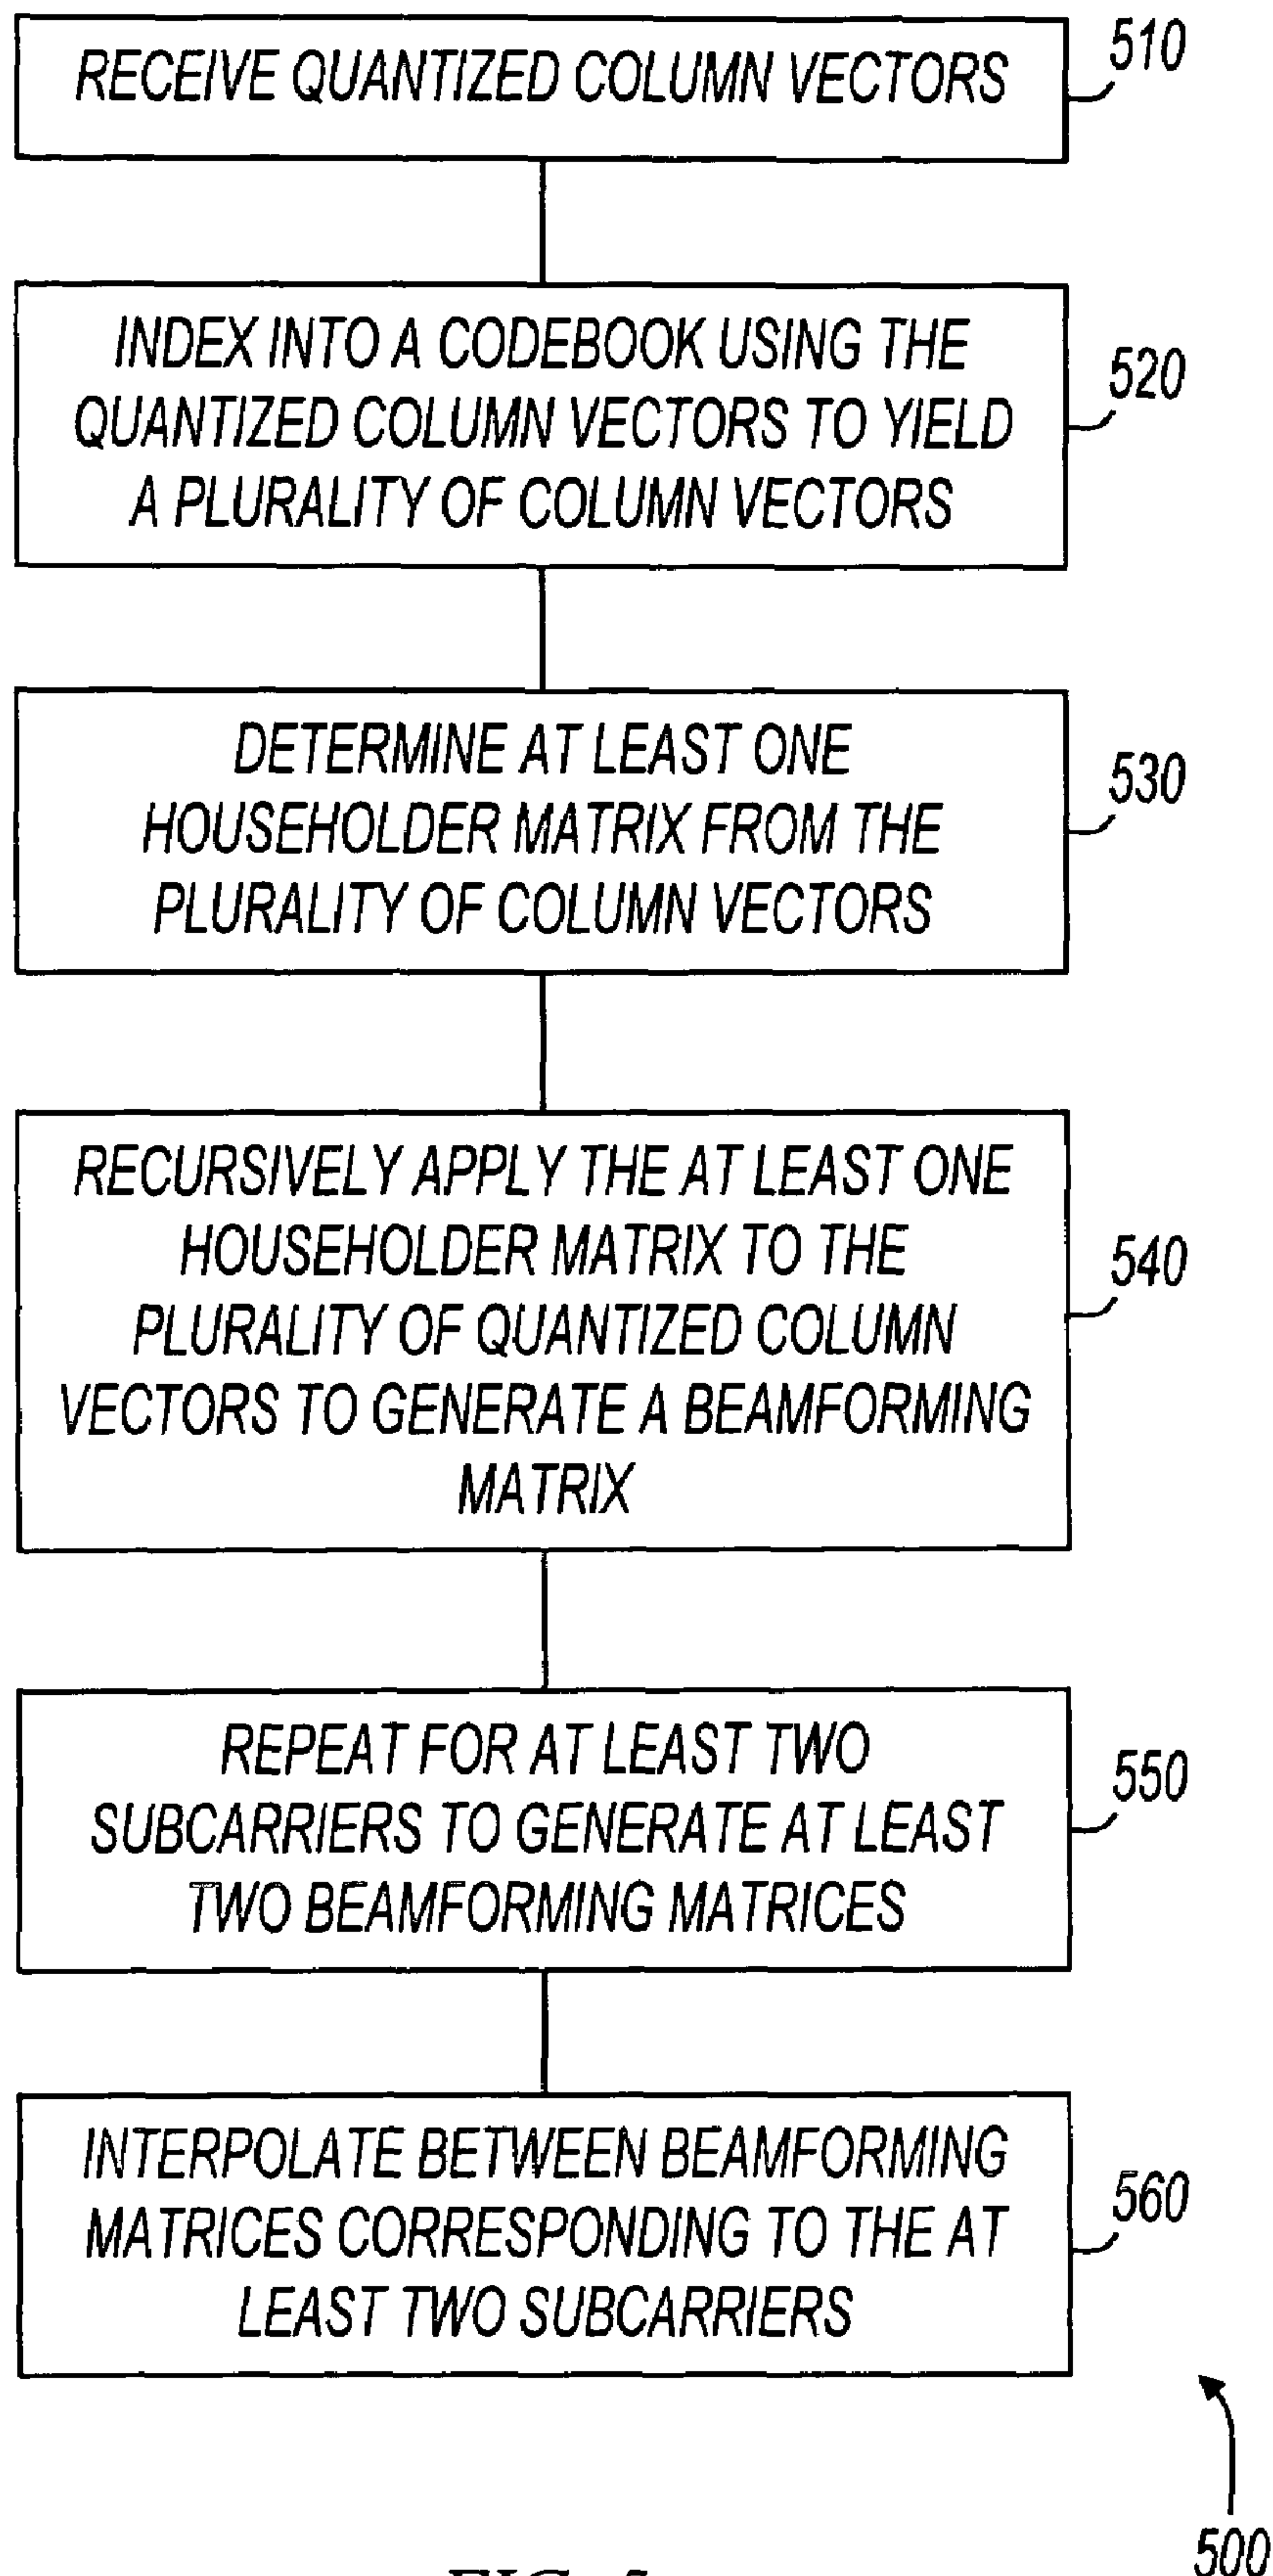 RECEIVE QUANTIZED COLUMN VECTORS
510
INDEX INTO A CODEBOOK USING THE
QUANTIZED COLUMN VECTORS TO YIELD
A PLURALITY OF COLUMN VECTORS
520
DETERMINE AT LEAST ONE
HOUSEHOLDER MATRIX FROM THE
PLURALITY OF COLUMN VECTORS
530
RECURSIVELY APPLY THE AT LEAST ONE
HOUSEHOLDER MATRIX TO THE
PLURALITY OF QUANTIZED COLUMN
VECTORS TO GENERATE A BEAMFORMING
MATRIX
540
REPEAT FOR AT LEAST TWO
SUBCARRIERS TO GENERATE AT LEAST
TWO BEAMFORMING MATRICES
550
INTERPOLATE BETWEEN BEAMFORMING
MATRICES CORRESPONDING TO THE AT
LEAST TWO SUBCARRIERS
560
500